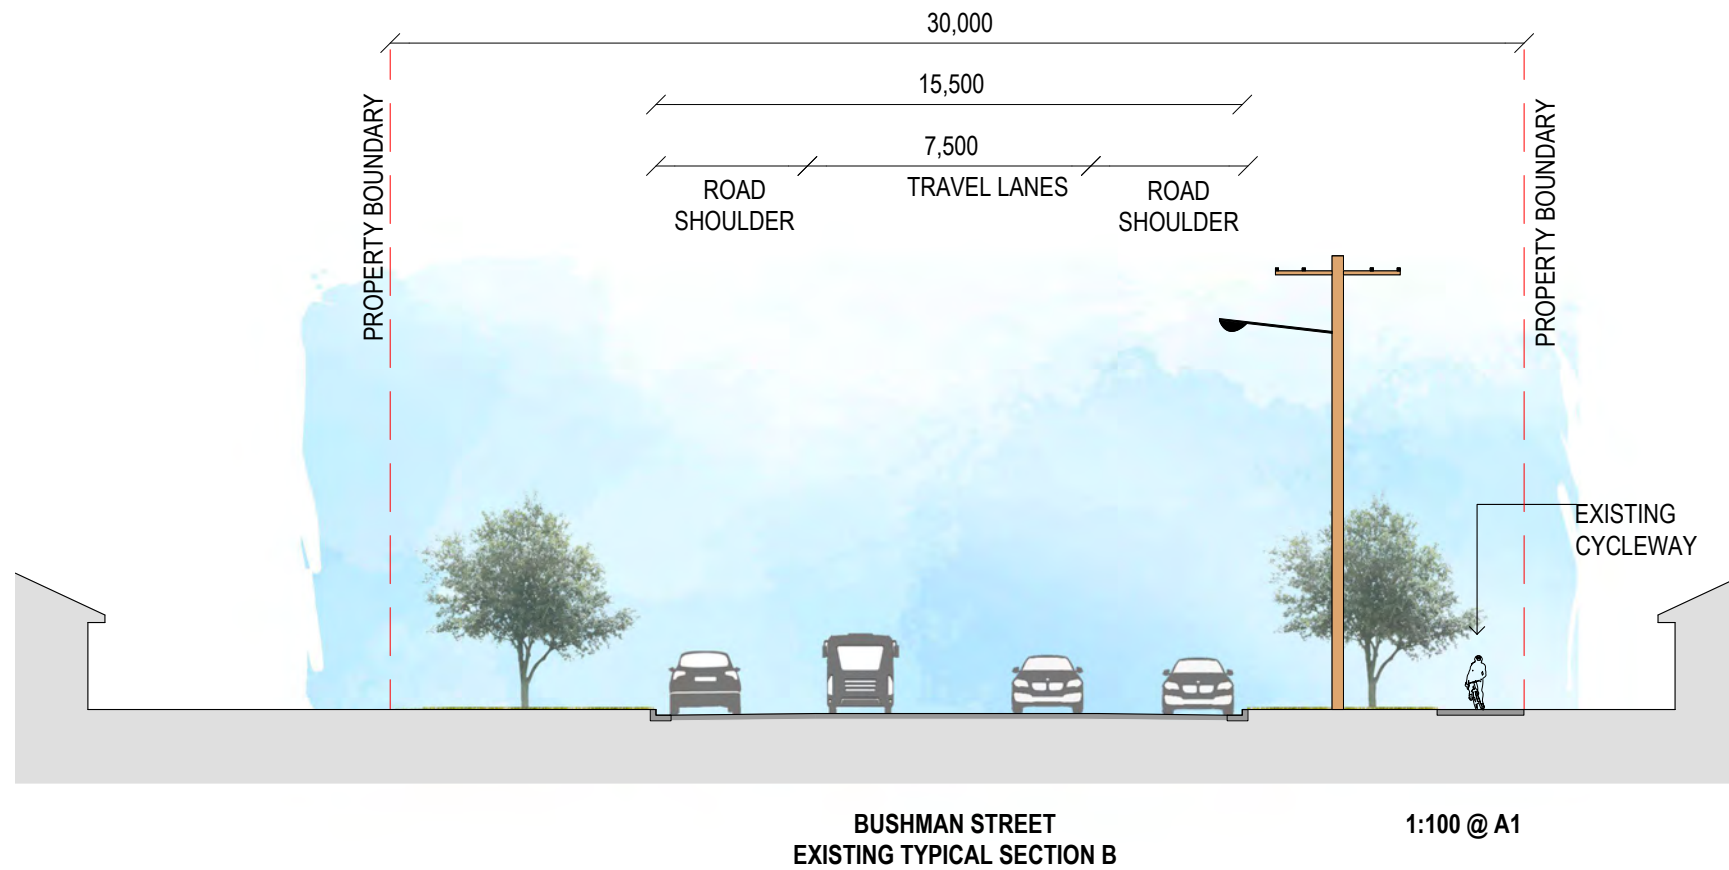 30,000
15,500
7,500
PROPERTY BOUNDARY
ROAD
SHOULDER
TRAVEL LANES
ROAD
SHOULDER
PROPERTY BOUNDARY
EXISTING
CYCLEWAY
BUSHMAN STREET
EXISTING TYPICAL SECTION B
1:100 @ A1